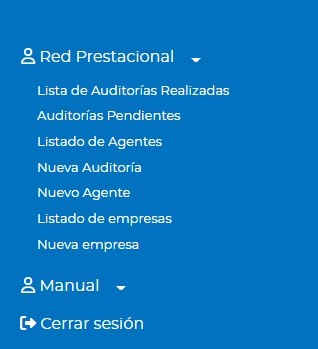 Red Prestacional
Lista de Auditorías Realizadas
Auditorías Pendientes
Listado de Agentes
Nueva Auditoría
Nuevo Agente
Listado de empresas
Nueva empresa
Manual
Cerrar sesión